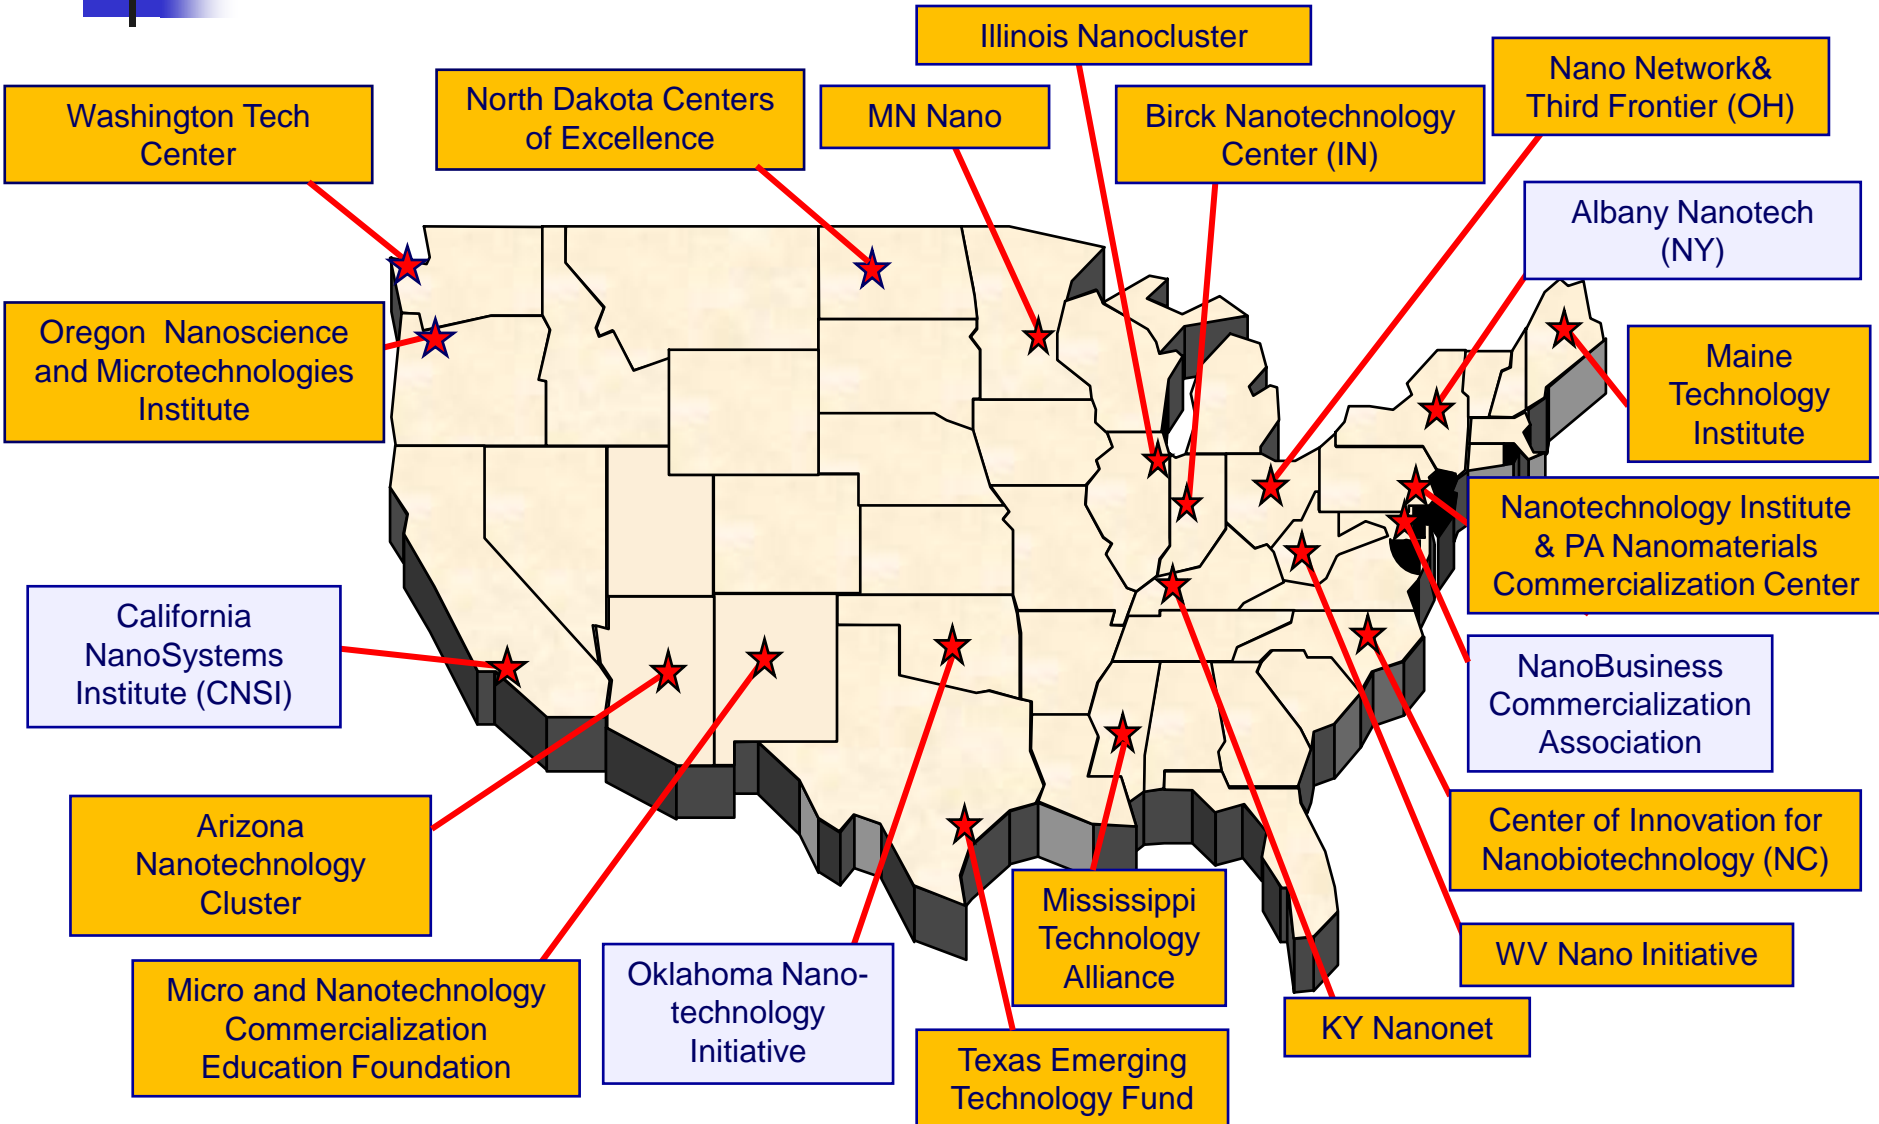 Illinois Nanocluster
Nano Network&
Third Frontier (OH)
Washington Tech
Center
North Dakota Centers
of Excellence
MN Nano
Birck Nanotechnology
Center (IN)
Albany Nanotech
(NY)
Oregon  Nanoscience
and Microtechnologies
Institute
Maine
Technology
Institute
Nanotechnology Institute
& PA Nanomaterials
Commercialization Center
California
NanoSystems
Institute (CNSI)
NanoBusiness
Commercialization
Association
Arizona
Nanotechnology
Cluster
Center of Innovation for
Nanobiotechnology (NC)
Mississippi
Technology
Alliance
WV Nano Initiative
Micro and Nanotechnology
Commercialization
Education Foundation
Oklahoma Nano-
technology
Initiative
KY Nanonet
Texas Emerging
Technology Fund